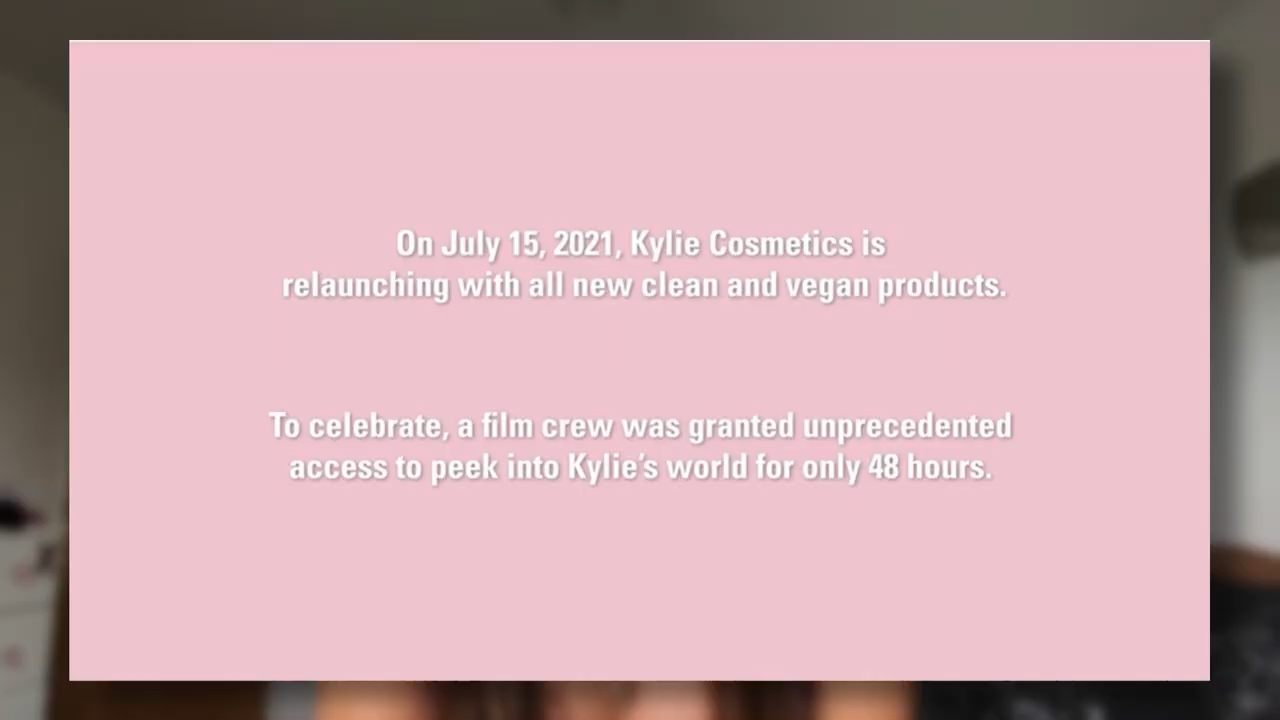 On July 15, 2021, Kylie Cosmetics is
relaunching with all new clean and vegan products.
To celebrate, a film crew was granted unprecedented
access to peek into Kylie’s world for only 48 hours.